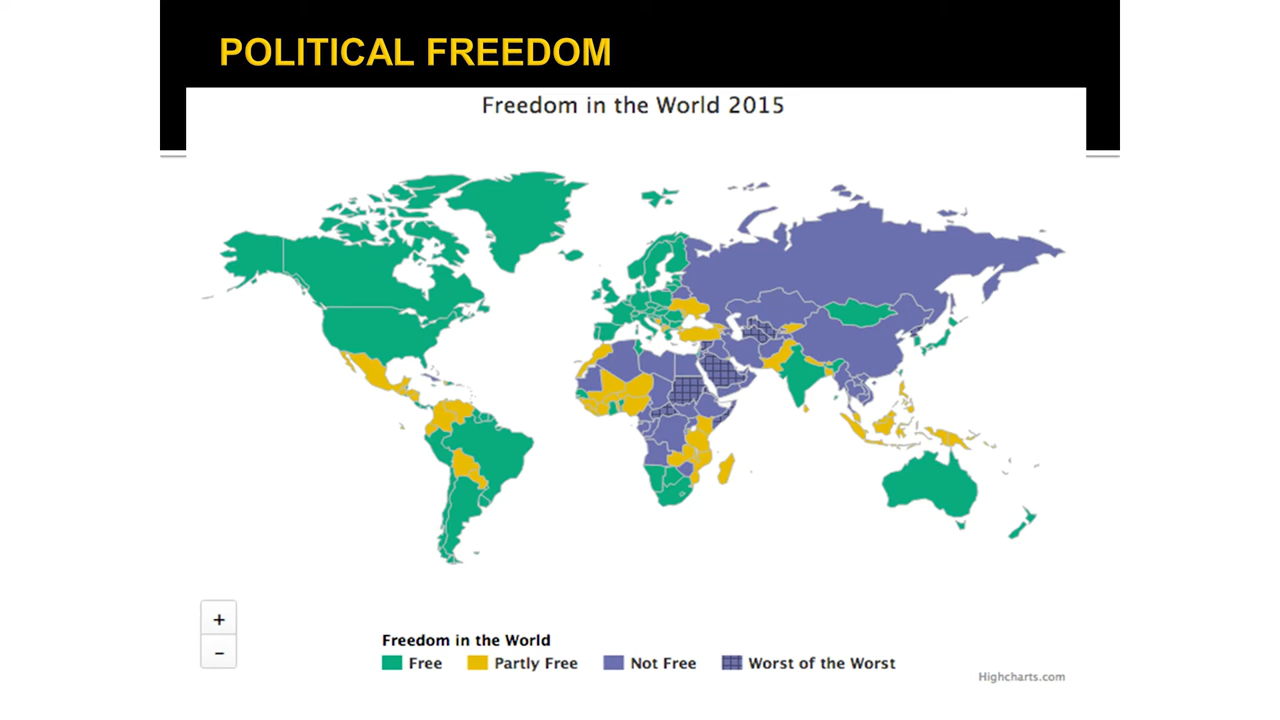 POLITICAL FREEDOM
Freedom in the World 2015
+
−
Freedom in the World
Free
Partly Free
Not Free
Worst of the Worst
Highcharts.com